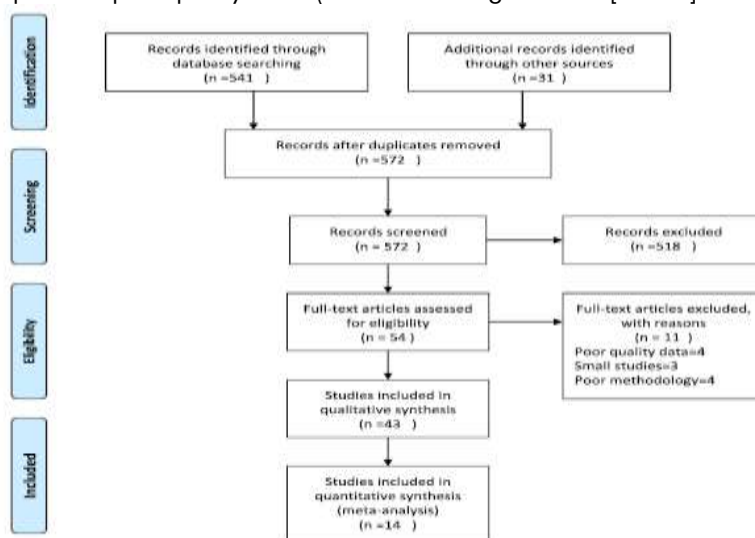 Identification
Records identified through
database searching
(n =541 )
Additional records identified
through other sources
(n =31 )
Records after duplicates removed
(n =572 )
Screening
Records screened
(n = 572 )
Records excluded
(n =518 )
Eligibility
Full-text articles assessed
for eligibility
(n = 54 )
Full-text articles excluded,
with reasons
(n = 11 )
Poor quality data=4
Small studies=3
Poor methodology=4
Studies included in
qualitative synthesis
(n =43 )
Included
Studies included in
quantitative synthesis
(meta-analysis)
(n =14 )